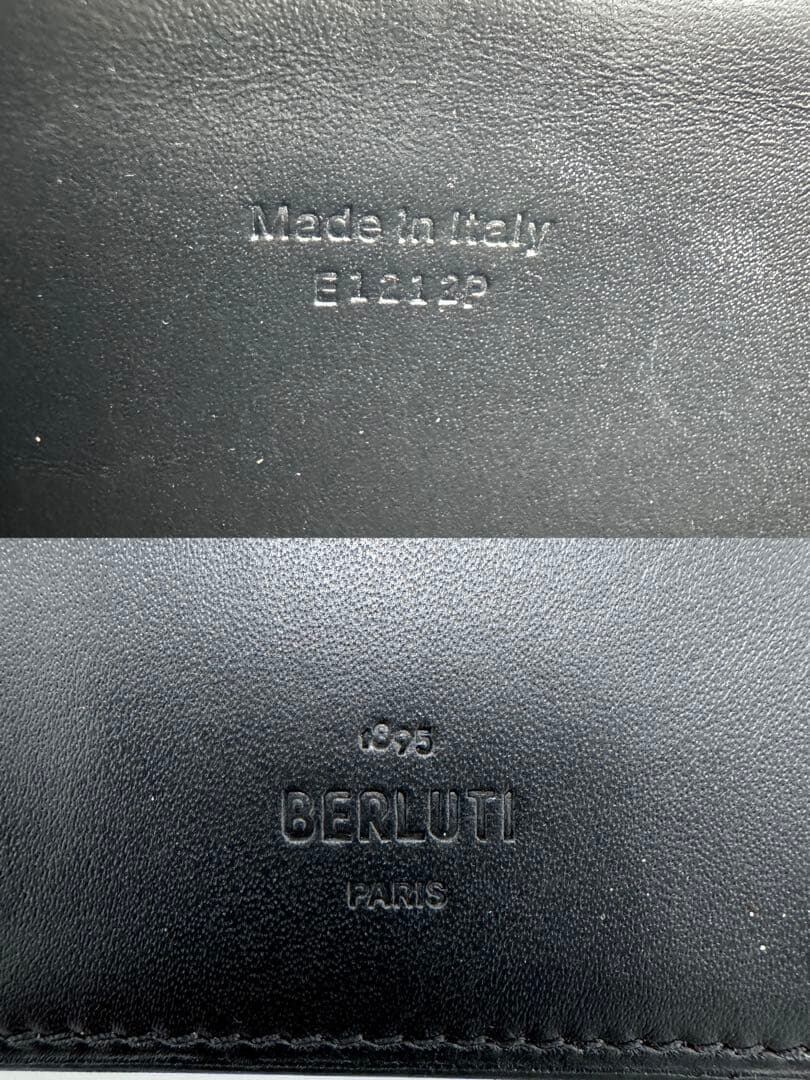 Made in Italy
E1212P
1895
BERLUTI
PARIS